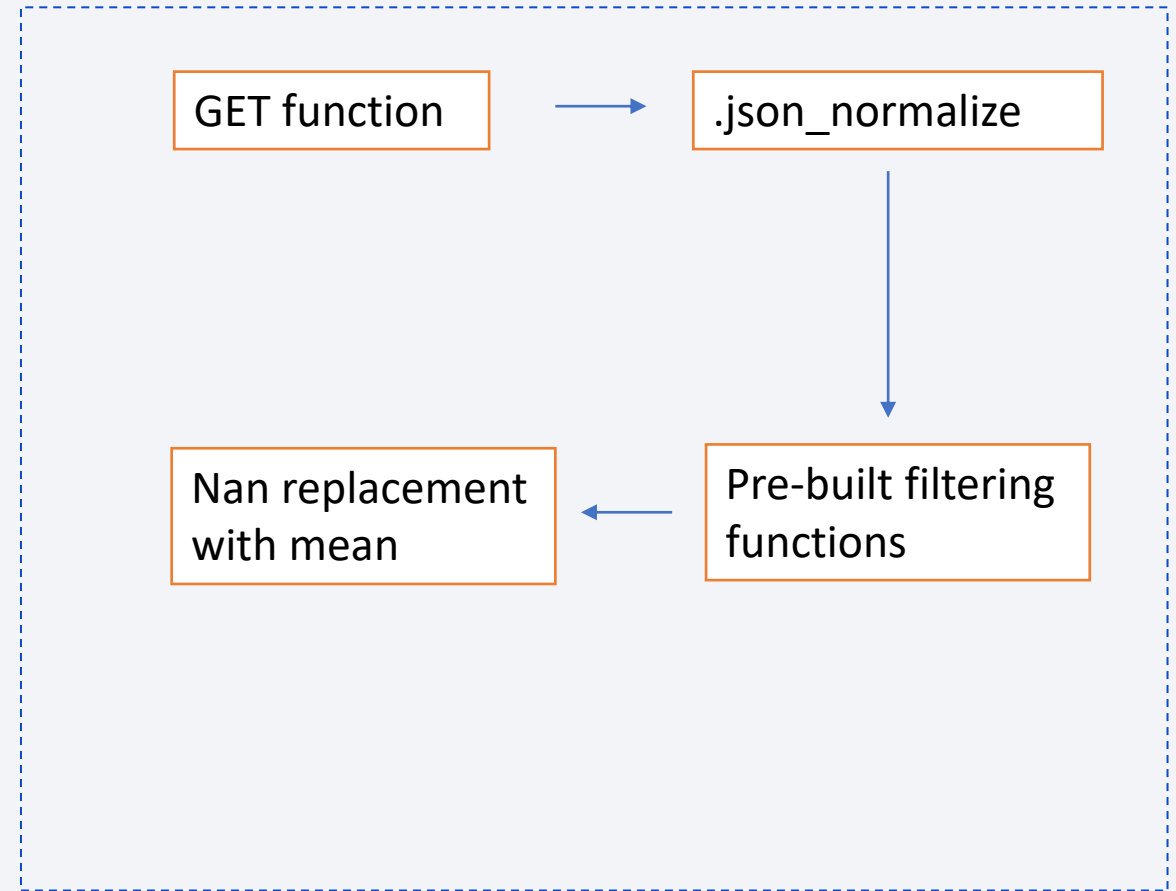 GET function
.json_normalize
Pre-built filtering
functions
Nan replacement
with mean